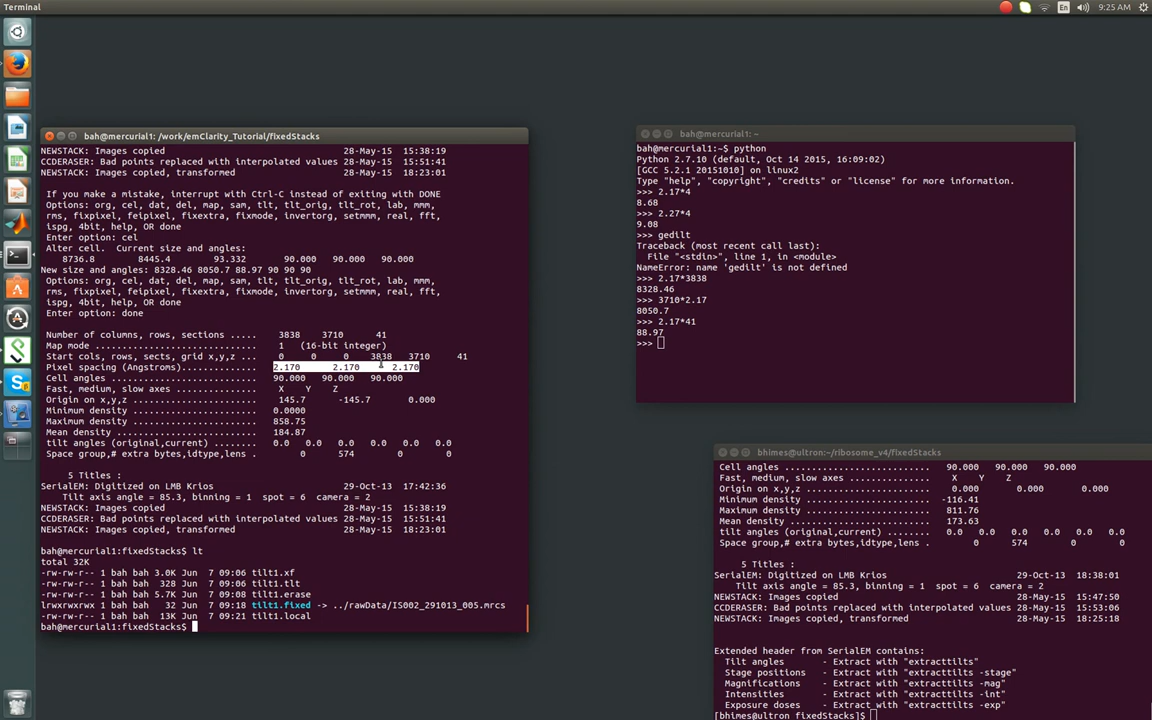 Terminal
En
9:25 AM
bah@mercurial1: /work/emClarity_Tutorial/fixedStacks
NEWSTACK: Images copied 28-May-15 15:38:19
CCDERASER: Bad points replaced with interpolated values 28-May-15 15:51:41
NEWSTACK: Images copied, transformed 28-May-15 18:23:01
If you make a mistake, interrupt with Ctrl-C instead of exiting with DONE
Options: org, cel, dat, del, map, sam, tlt, tlt_orig, tlt_rot, lab, mmm,
rms, fixpixel, feipixel, fixextra, fixmode, invertorg, setmmm, real, fft,
ispg, 4bit, help, OR done
Enter option: cel
Alter cell. Current size and angles:
8736.8 8445.4 93.332 90.000 90.000 90.000
New size and angles: 8328.46 8050.7 88.97 90 90 90
Options: org, cel, dat, del, map, sam, tlt, tlt_orig, tlt_rot, lab, mmm,
rms, fixpixel, feipixel, fixextra, fixmode, invertorg, setmmm, real, fft,
ispg, 4bit, help, OR done
Enter option: done
Number of columns, rows, sections ..... 3838 3710 41
Map mode .............................. 1 (16-bit integer)
Start cols, rows, sects, grid x,y,z ... 0 0 0 3838 3710 41
Pixel spacing (Angstroms).............. 2.170 2.170 2.170
Cell angles ........................... 90.000 90.000 90.000
Fast, medium, slow axes ............... X Y Z
Origin on x,y,z ....................... 145.7 -145.7 0.000
Minimum density ....................... 0.0000
Maximum density ....................... 858.75
Mean density .......................... 184.87
tilt angles (original,current) ........ 0.0 0.0 0.0 0.0 0.0 0.0
Space group,# extra bytes,idtype,lens . 0 574 0 0
5 Titles :
SerialEM: Digitized on LMB Krios 29-Oct-13 17:42:36
Tilt axis angle = 85.3, binning = 1 spot = 6 camera = 2
NEWSTACK: Images copied 28-May-15 15:38:19
CCDERASER: Bad points replaced with interpolated values 28-May-15 15:51:41
NEWSTACK: Images copied, transformed 28-May-15 18:23:01
bah@mercurial1:fixedStacks$ lt
total 32K
-rw-rw-r-- 1 bah bah 3.0K Jun 7 09:06 tilt1.xf
-rw-rw-r-- 1 bah bah 328 Jun 7 09:06 tilt1.tlt
-rw-rw-r-- 1 bah bah 5.7K Jun 7 09:08 tilt1.erase
lrwxrwxrwx 1 bah bah 32 Jun 7 09:18 tilt1.fixed -> ../rawData/IS002_291013_005.mrcs
-rw-rw-r-- 1 bah bah 13K Jun 7 09:21 tilt1.local
bah@mercurial1:fixedStacks$
bah@mercurial1: ~
bah@mercurial1:~$ python
Python 2.7.10 (default, Oct 14 2015, 16:09:02)
[GCC 5.2.1 20151010] on linux2
Type "help", "copyright", "credits" or "license" for more information.
>>> 2.17*4
8.68
>>> 2.27*4
9.08
>>> gedilt
Traceback (most recent call last):
File "<stdin>", line 1, in <module>
NameError: name 'gedilt' is not defined
>>> 2.17*3838
8328.46
>>> 3710*2.17
8050.7
>>> 2.17*41
88.97
>>>
bhimes@ultron:~/ribosome_v4/fixedStacks
Cell angles ........................... 90.000 90.000 90.000
Fast, medium, slow axes ............... X Y Z
Origin on x,y,z ....................... 0.000 0.000 0.000
Minimum density ....................... -116.41
Maximum density ....................... 811.76
Mean density .......................... 173.63
tilt angles (original,current) ........ 0.0 0.0 0.0 0.0 0.0 0.0
Space group,# extra bytes,idtype,lens . 0 574 0 0
5 Titles :
SerialEM: Digitized on LMB Krios 29-Oct-13 18:38:01
Tilt axis angle = 85.3, binning = 1 spot = 6 camera = 2
NEWSTACK: Images copied 28-May-15 15:47:50
CCDERASER: Bad points replaced with interpolated values 28-May-15 15:53:06
NEWSTACK: Images copied, transformed 28-May-15 18:25:18
Extended header from SerialEM contains:
Tilt angles - Extract with "extracttilts"
Stage positions - Extract with "extracttilts -stage"
Magnifications - Extract with "extracttilts -mag"
Intensities - Extract with "extracttilts -int"
Exposure doses - Extract with "extracttilts -exp"
[bhimes@ultron fixedStacks]$